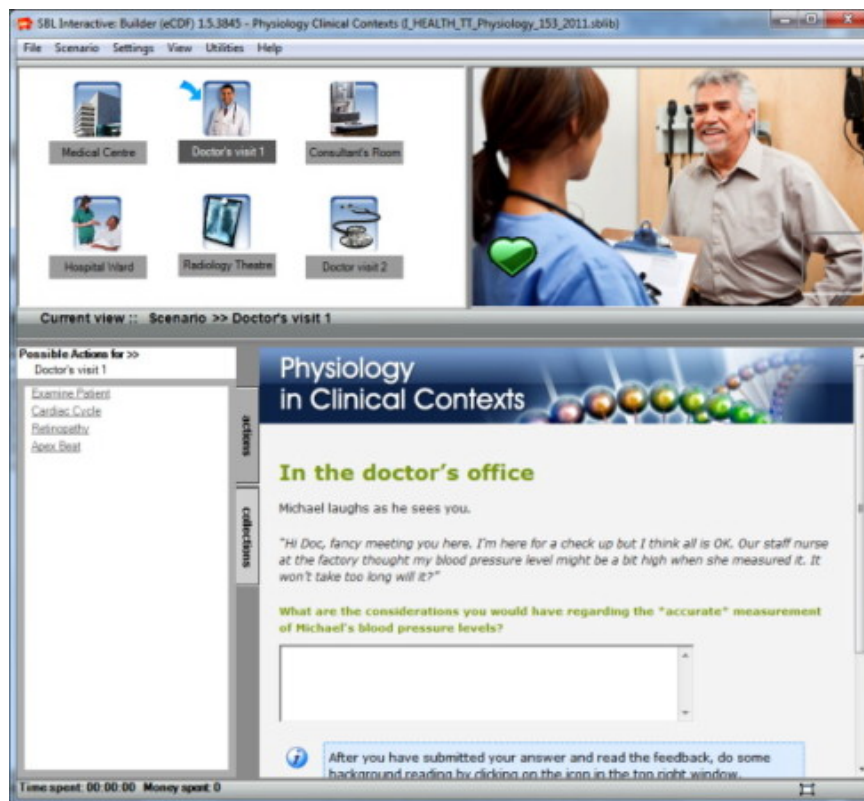 SBL Interactive: Builder (eCDF) 1.5.3845 - Physiology Clinical Contexts (I_HEALTH_TT_Physiology_153_2011.sblib)
File Scenario Settings View Utilities Help
Medical Centre Doctor's visit 1 Consultant's Room
Hospital Ward Radiology Theatre Doctor visit 2
Current view :: Scenario >> Doctor's visit 1
Possible Actions for >>
Doctor's visit 1
Examine Patient
Cardiac Cycle
Retinopathy
Apex Beat
actions
collections
Physiology
in Clinical Contexts
In the doctor's office
Michael laughs as he sees you.
"Hi Doc, fancy meeting you here. I'm here for a check up but I think all is OK. Our staff nurse
at the factory thought my blood pressure level might be a bit high when she measured it. It
won't take too long will it?"
What are the considerations you would have regarding the *accurate* measurement
of Michael's blood pressure levels?
After you have submitted your answer and read the feedback, do some
background reading by clicking on the icon in the top right window.
Time spent: 00:00:00 Money spent: 0